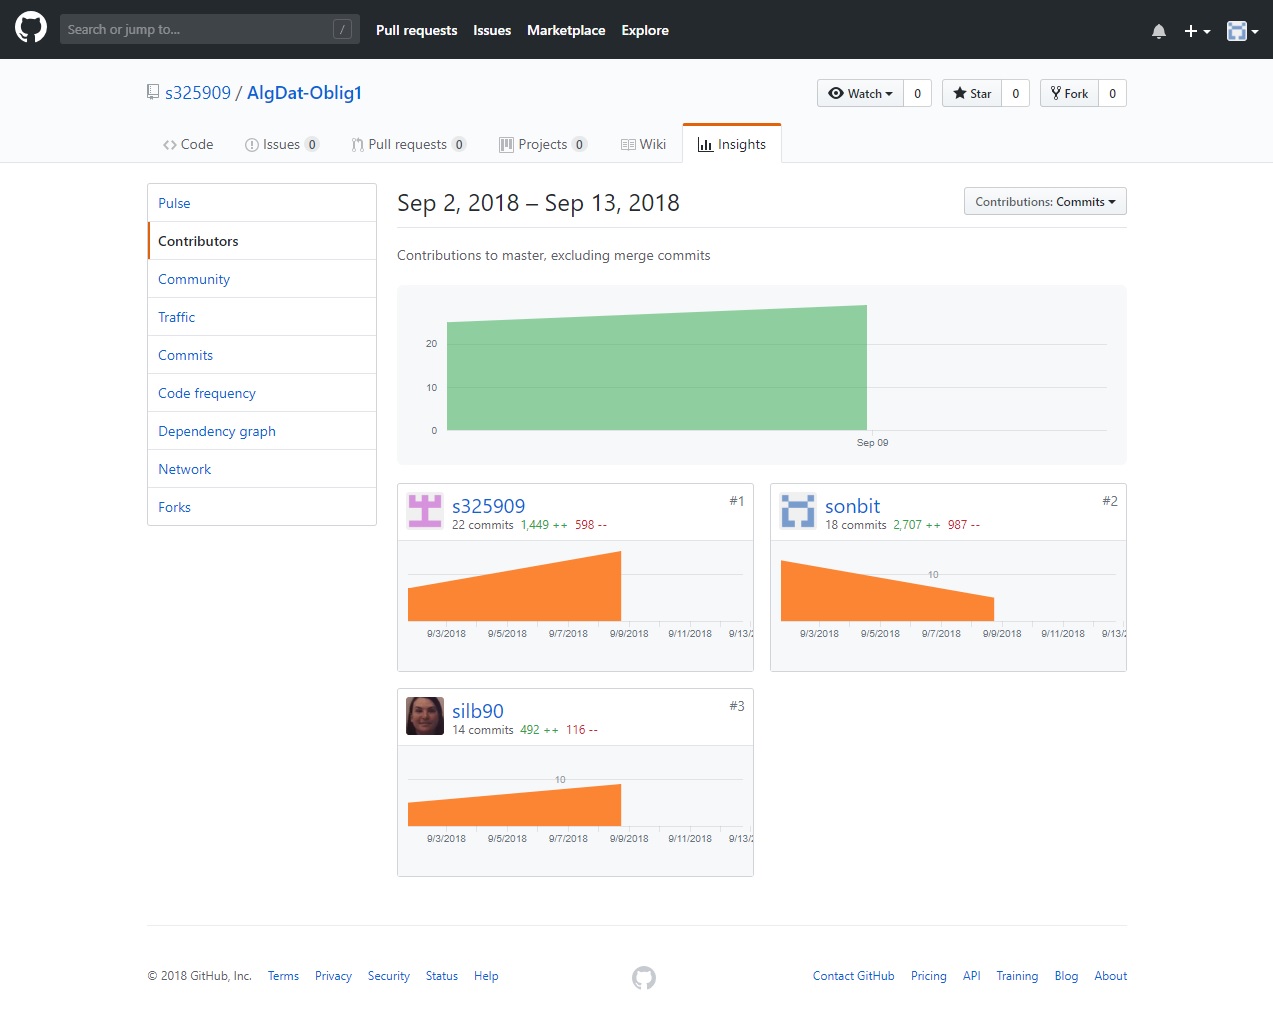 Search or jump to... /
Pull requests Issues Marketplace Explore
s325909 / AlgDat-Oblig1
Watch 0 Star 0 Fork 0
Code Issues 0 Pull requests 0 Projects 0 Wiki Insights
Pulse
Contributors
Community
Traffic
Commits
Code frequency
Dependency graph
Network
Forks
Sep 2, 2018 – Sep 13, 2018
Contributions: Commits
Contributions to master, excluding merge commits
20
10
0
Sep 09
s325909 #1
22 commits 1,449 ++ 598 --
9/3/2018 9/5/2018 9/7/2018 9/9/2018 9/11/2018 9/13/2
sonbit #2
18 commits 2,707 ++ 987 --
10
9/3/2018 9/5/2018 9/7/2018 9/9/2018 9/11/2018 9/13/2
silb90 #3
14 commits 492 ++ 116 --
10
9/3/2018 9/5/2018 9/7/2018 9/9/2018 9/11/2018 9/13/2
© 2018 GitHub, Inc. Terms Privacy Security Status Help Contact GitHub Pricing API Training Blog About